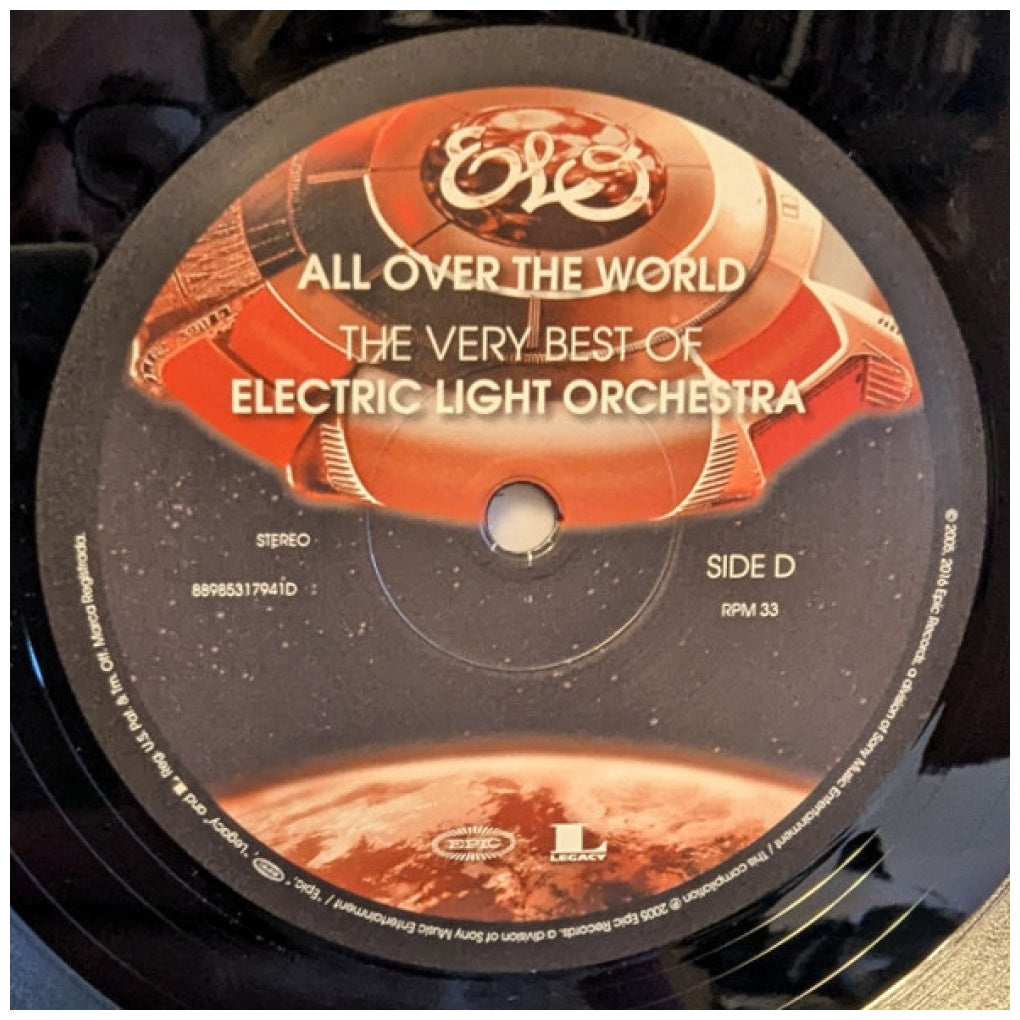 ELO
ALL OVER THE WORLD
THE VERY BEST OF
ELECTRIC LIGHT ORCHESTRA
STEREO
88985317941D
SIDE D
RPM 33
EPIC
L
LEGACY
© 2005, 2016 Epic Records, a division of Sony Music Entertainment / This compilation ℗ 2005 Epic Records, a division of Sony Music Entertainment / "Epic," "Legacy" and L Reg. U.S. Pat. & Tm. Off. Marca Registrada.